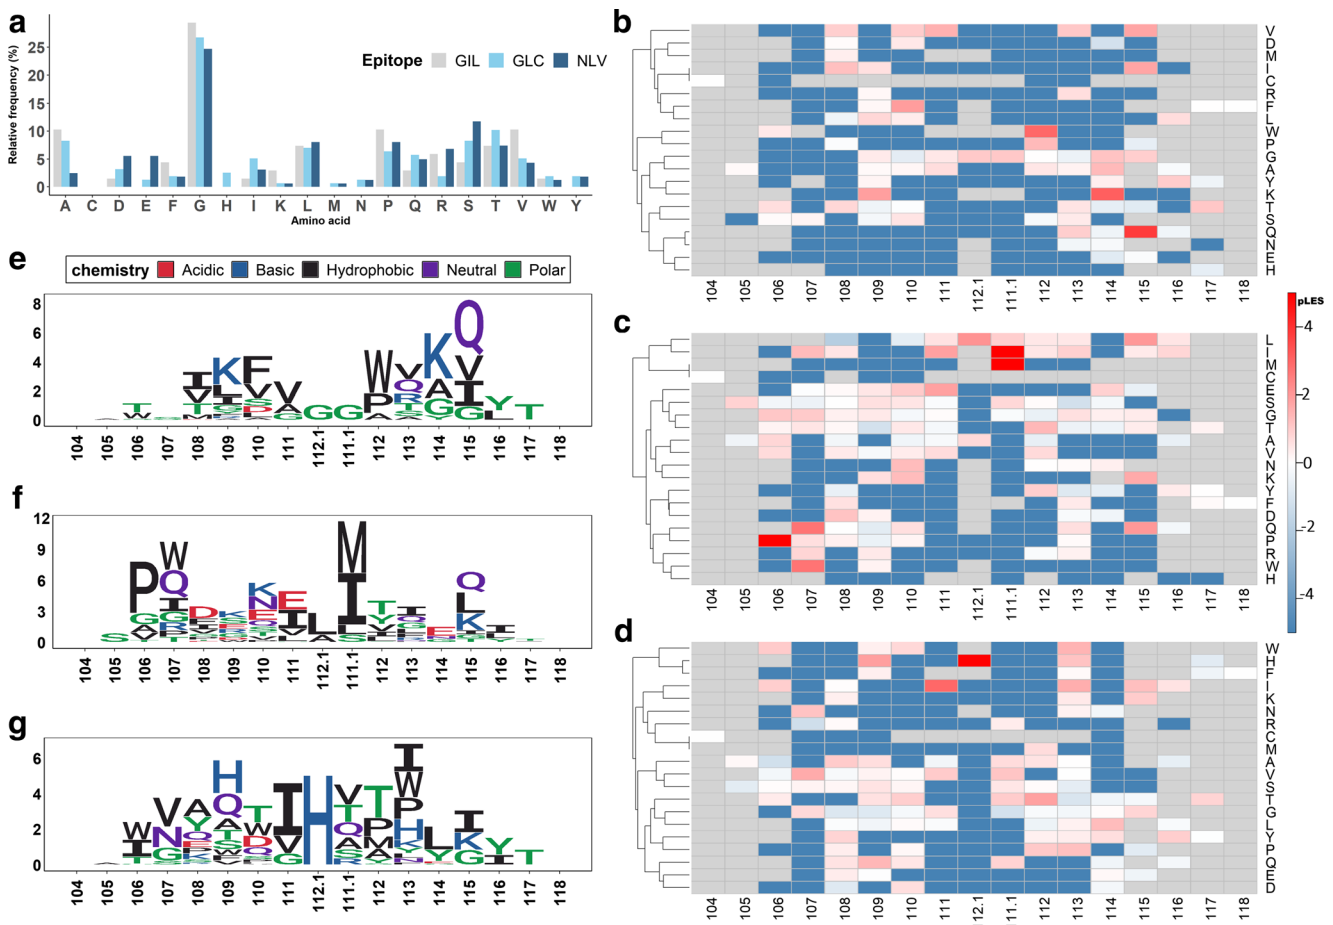 a
Relative frequency (%)
25
20
15
10
5
0
Epitope GIL GLC NLV
A C D E F G H I K L M N P Q R S T V W Y
Amino acid
b
V
D
M
I
C
R
F
L
W
P
G
A
Y
K
T
S
Q
N
E
H
104 105 106 107 108 109 110 111 112.1 111.1 112 113 114 115 116 117 118
c
L
I
M
C
E
S
G
T
A
V
N
K
Y
F
D
Q
P
R
W
H
104 105 106 107 108 109 110 111 112.1 111.1 112 113 114 115 116 117 118
pLES
4
2
0
−2
−4
d
W
H
F
I
K
N
R
C
M
A
V
S
T
G
L
Y
P
Q
E
D
104 105 106 107 108 109 110 111 112.1 111.1 112 113 114 115 116 117 118
e
chemistry Acidic Basic Hydrophobic Neutral Polar
8
6
4
2
0
104 105 106 107 108 109 110 111 112.1 111.1 112 113 114 115 116 117 118
f
12
9
6
3
0
104 105 106 107 108 109 110 111 112.1 111.1 112 113 114 115 116 117 118
g
6
4
2
0
104 105 106 107 108 109 110 111 112.1 111.1 112 113 114 115 116 117 118